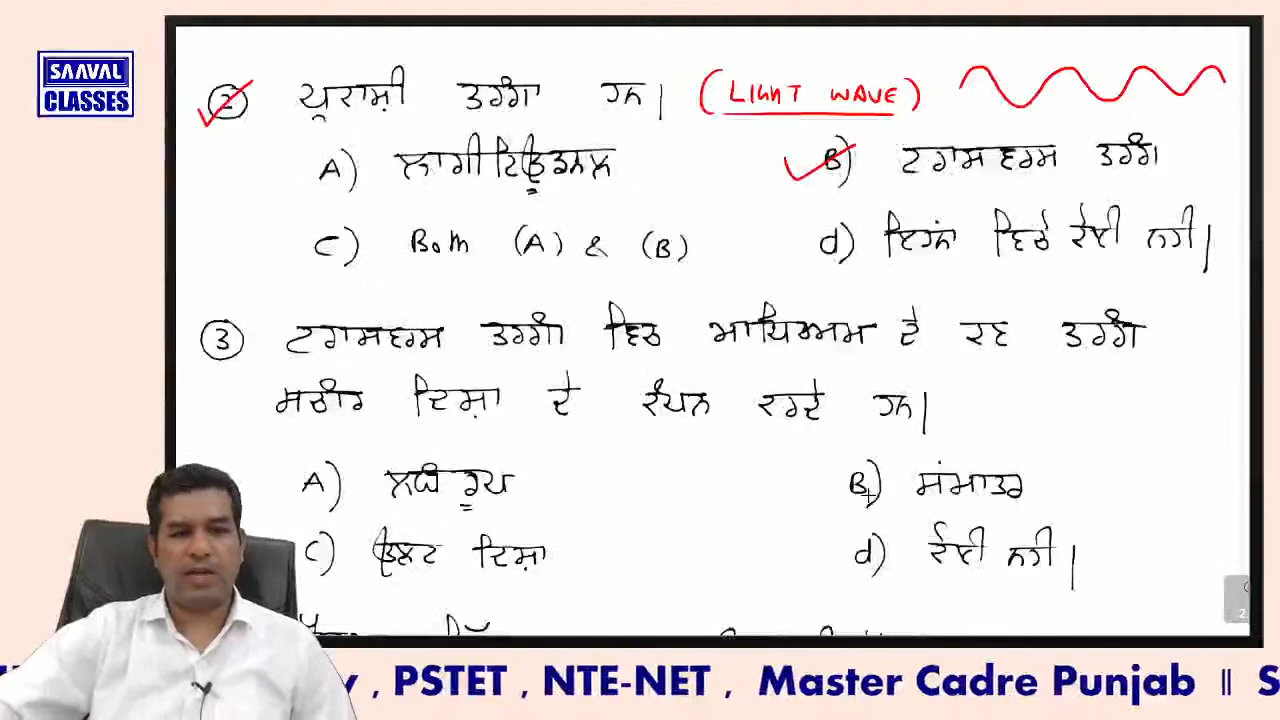 SAAVAL
CLASSES
② ਪ੍ਰਕਾਸ਼ੀ ਤਰੰਗਾ ਹਨ। (LIGHT WAVE)
A) B) ਟਰਾਂਸਵਰਸ ਤਰੰਗ
C) Both (A) & (B) d) ਇਹਨਾਂ ਵਿਚੋਂ ਕੋਈ ਨਹੀ।
③ ਟਰਾਂਸਵਰਸ ਤਰੰਗਾਂ ਵਿਚ ਮਾਧਿਅਮ ਦੇ ਕਣ ਤਰੰਗ
ਸੰਚਾਰ ਦਿਸ਼ਾ ਦੇ ਕੰਪਨ ਕਰਦੇ ਹਨ।
A) ਲੰਬ ਰੂਪ B) ਸਮਾਂਤਰ
C) ਉਲਟ ਦਿਸ਼ਾ d) ਕੋਈ ਨਹੀ।
y , PSTET , NTE-NET , Master Cadre Punjab || S